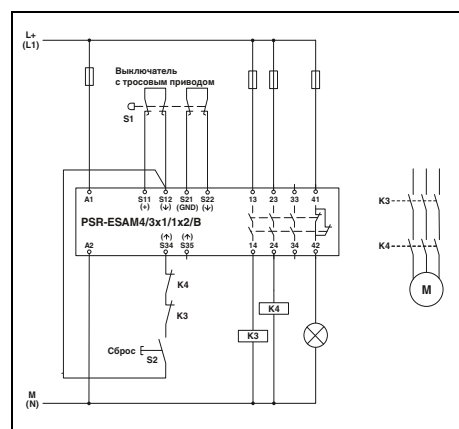 L+
(L1)
Выключатель
с тросовым приводом
S1
A1 S11 S12 S21 S22 13 23 33 41
(+) (↓) (GND) (↓)
PSR-ESAM4/3x1/1x2/B
(↑) (↑)
A2 S34 S35 14 24 34 42
K4
K3
Сброс
S2
K4
K3
M
(N)
K3
K4
M